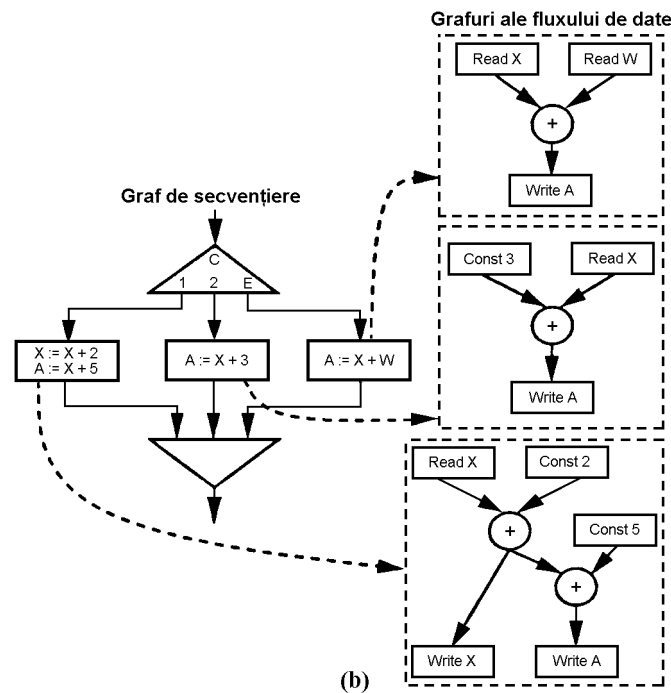 Grafuri ale fluxului de date
Read X
Read W
+
Write A
Graf de secvențiere
C
1 2 E
Const 3
Read X
+
Write A
X := X + 2
A := X + 5
A := X + 3
A := X + W
Read X
Const 2
+
Const 5
+
Write X
Write A
(b)